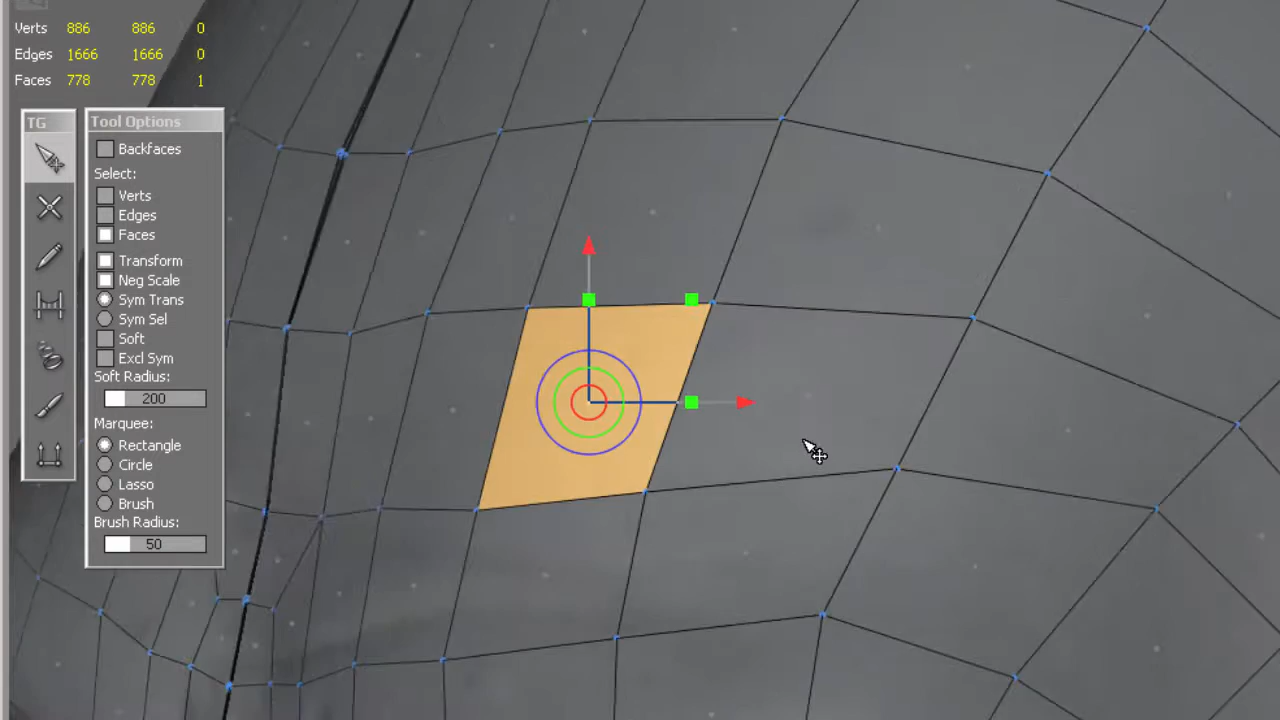 Verts 886 886 0
Edges 1666 1666 0
Faces 778 778 1
TG
Tool Options
Backfaces
Select:
Verts
Edges
Faces
Transform
Neg Scale
Sym Trans
Sym Sel
Soft
Excl Sym
Soft Radius:
200
Marquee:
Rectangle
Circle
Lasso
Brush
Brush Radius:
50